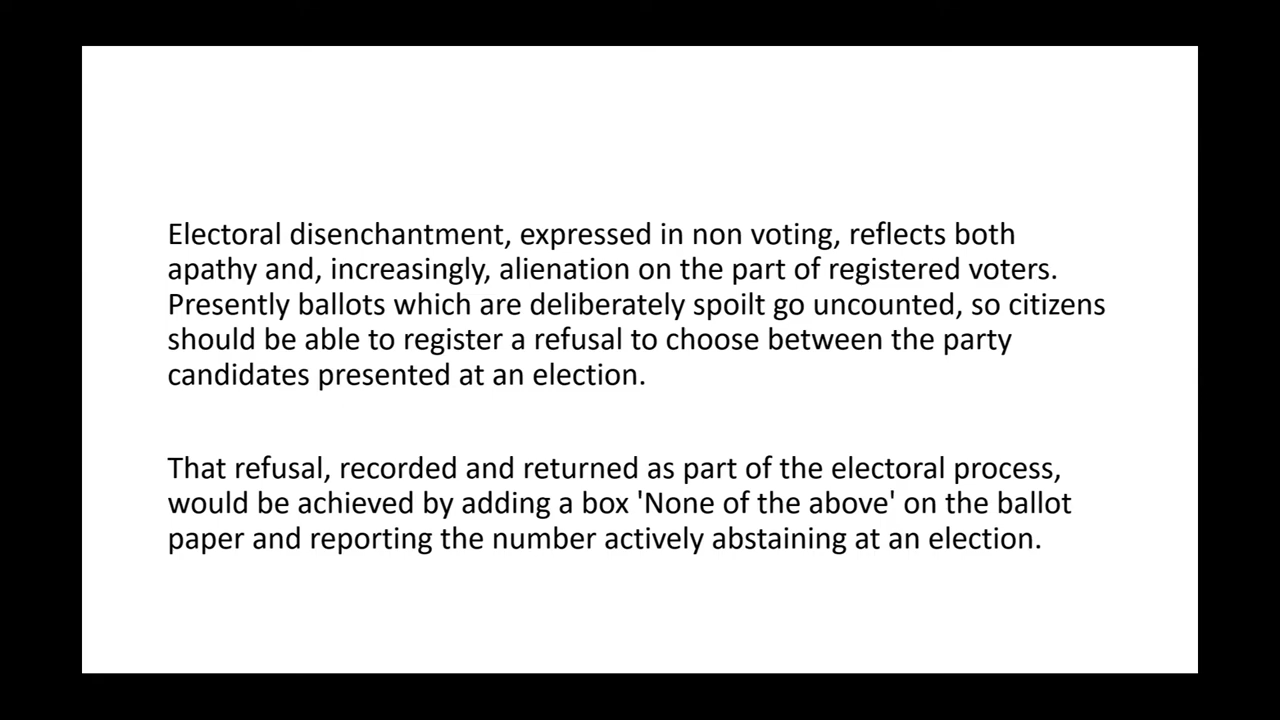 Electoral disenchantment, expressed in non voting, reflects both
apathy and, increasingly, alienation on the part of registered voters.
Presently ballots which are deliberately spoilt go uncounted, so citizens
should be able to register a refusal to choose between the party
candidates presented at an election.
That refusal, recorded and returned as part of the electoral process,
would be achieved by adding a box 'None of the above' on the ballot
paper and reporting the number actively abstaining at an election.